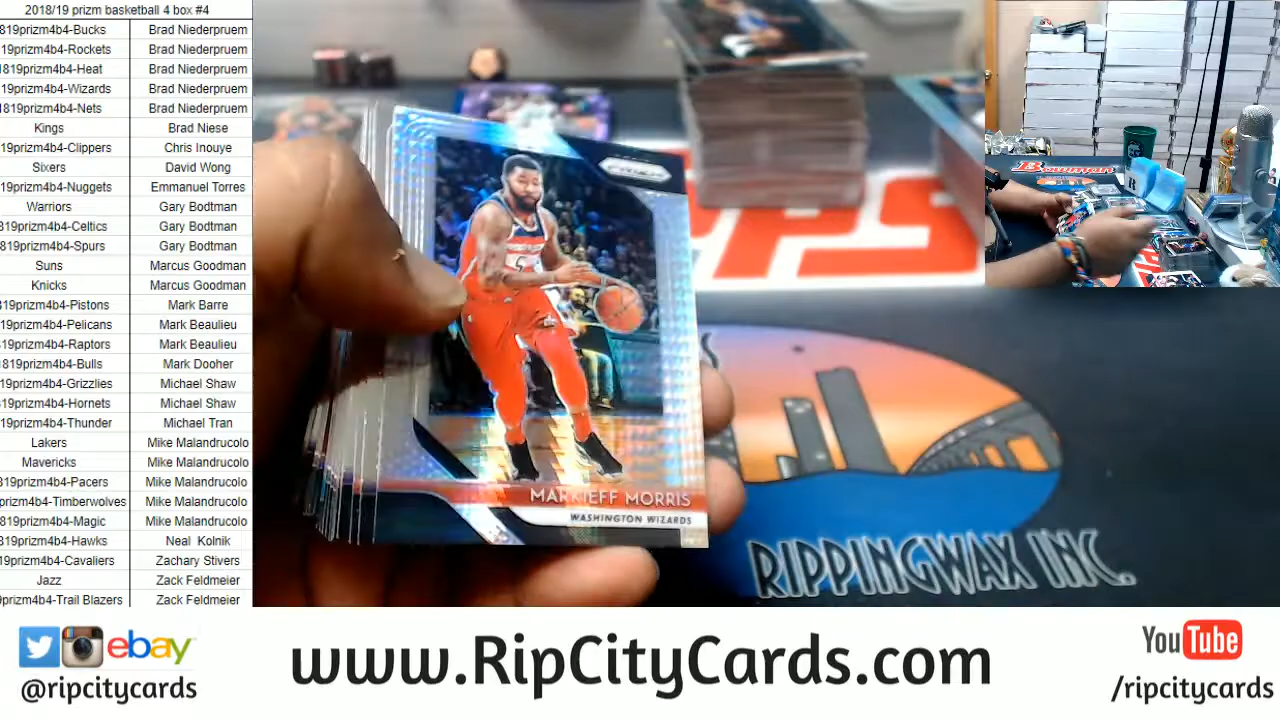 2018/19 prizm basketball 4 box #4
819prizm4b4-Bucks Brad Niederpruem
19prizm4b4-Rockets Brad Niederpruem
1819prizm4b4-Heat Brad Niederpruem
19prizm4b4-Wizards Brad Niederpruem
1819prizm4b4-Nets Brad Niederpruem
Kings Brad Niese
19prizm4b4-Clippers Chris Inouye
Sixers David Wong
19prizm4b4-Nuggets Emmanuel Torres
Warriors Gary Bodtman
819prizm4b4-Celtics Gary Bodtman
819prizm4b4-Spurs Gary Bodtman
Suns Marcus Goodman
Knicks Marcus Goodman
819prizm4b4-Pistons Mark Barre
19prizm4b4-Pelicans Mark Beaulieu
19prizm4b4-Raptors Mark Beaulieu
819prizm4b4-Bulls Mark Dooher
19prizm4b4-Grizzlies Michael Shaw
19prizm4b4-Hornets Michael Shaw
19prizm4b4-Thunder Michael Tran
Lakers Mike Malandrucolo
Mavericks Mike Malandrucolo
819prizm4b4-Pacers Mike Malandrucolo
prizm4b4-Timberwolves Mike Malandrucolo
819prizm4b4-Magic Mike Malandrucolo
819prizm4b4-Hawks Neal Kolnik
9prizm4b4-Cavaliers Zachary Stivers
Jazz Zack Feldmeier
9prizm4b4-Trail Blazers Zack Feldmeier
PRIZM
MARKIEFF MORRIS
WASHINGTON WIZARDS
BOWMAN
RIPPINGWAX INC.
ebay
@ripcitycards
www.RipCityCards.com
YouTube
/ripcitycards